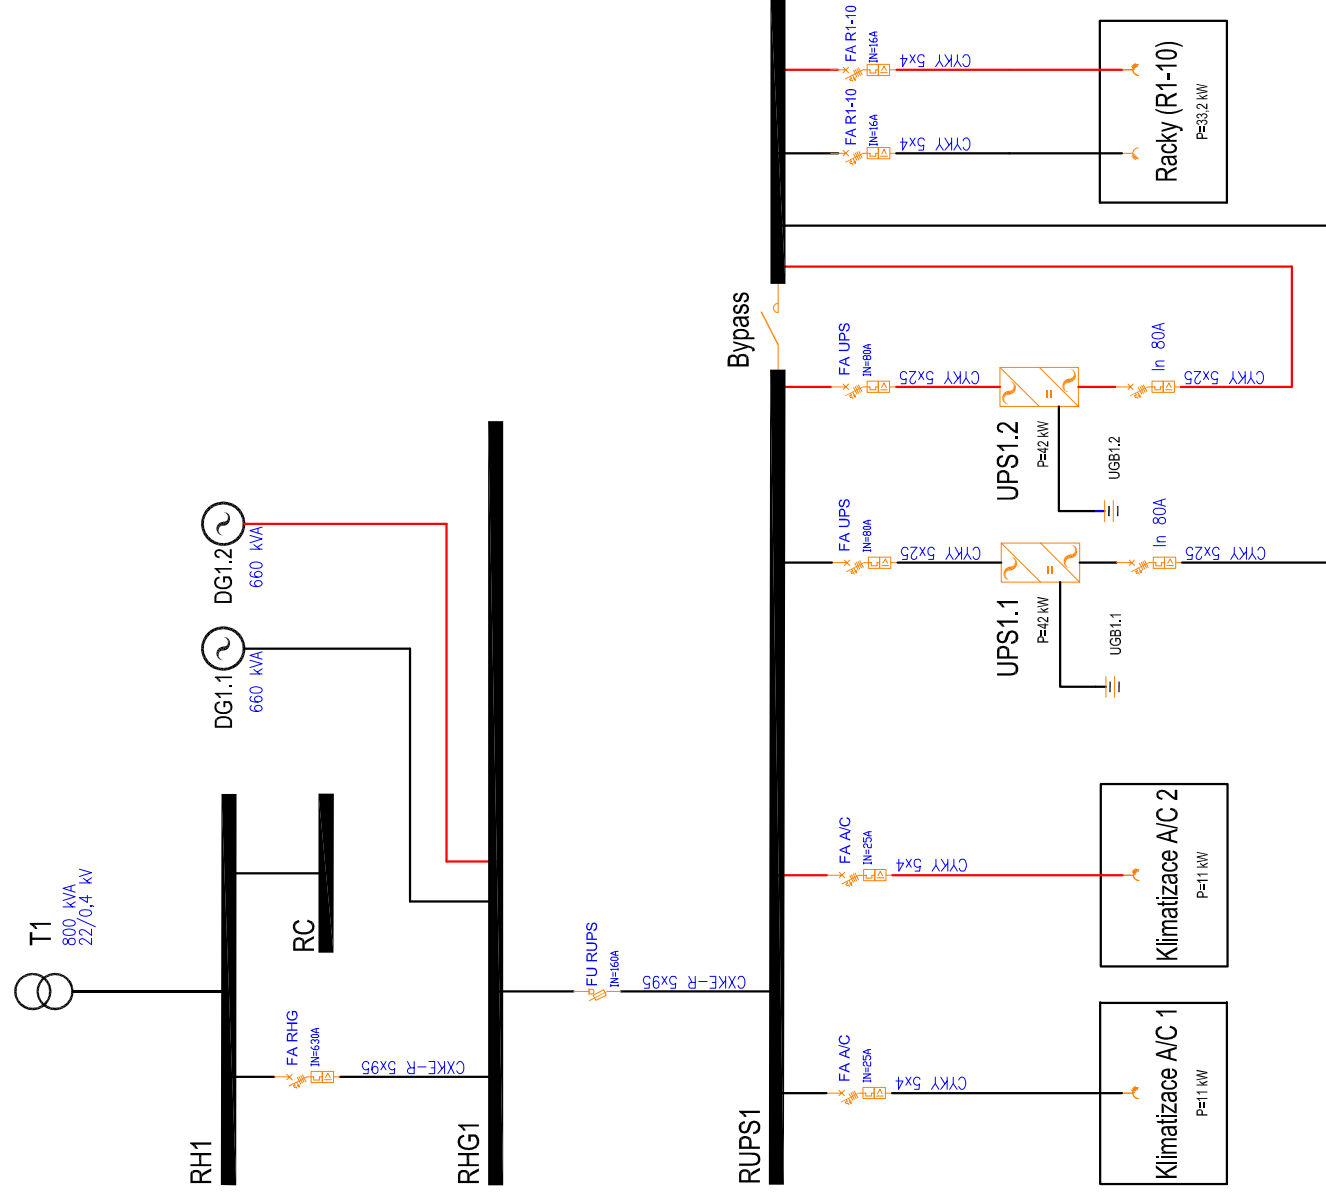 T1
800 kVA
22/0,4 kV
RH1
RC
FA RHG
IN=630A
CXKE-R 5x95
DG1.1
660 kVA
DG1.2
660 kVA
RHG1
FU RUPS
IN=160A
CXKE-R 5x95
RUPS1
Bypass
FA A/C
IN=25A
CYKY 5x4
Klimatizace A/C 1
P=11 kW
FA A/C
IN=25A
CYKY 5x4
Klimatizace A/C 2
P=11 kW
FA UPS
IN=80A
CYKY 5x25
UPS1.1
P=42 kW
UGB1.1
In 80A
CYKY 5x25
FA UPS
IN=80A
CYKY 5x25
UPS1.2
P=42 kW
UGB1.2
In 80A
CYKY 5x25
FA R1-10
IN=16A
CYKY 5x4
FA R1-10
IN=16A
CYKY 5x4
Racky (R1-10)
P=33,2 kW